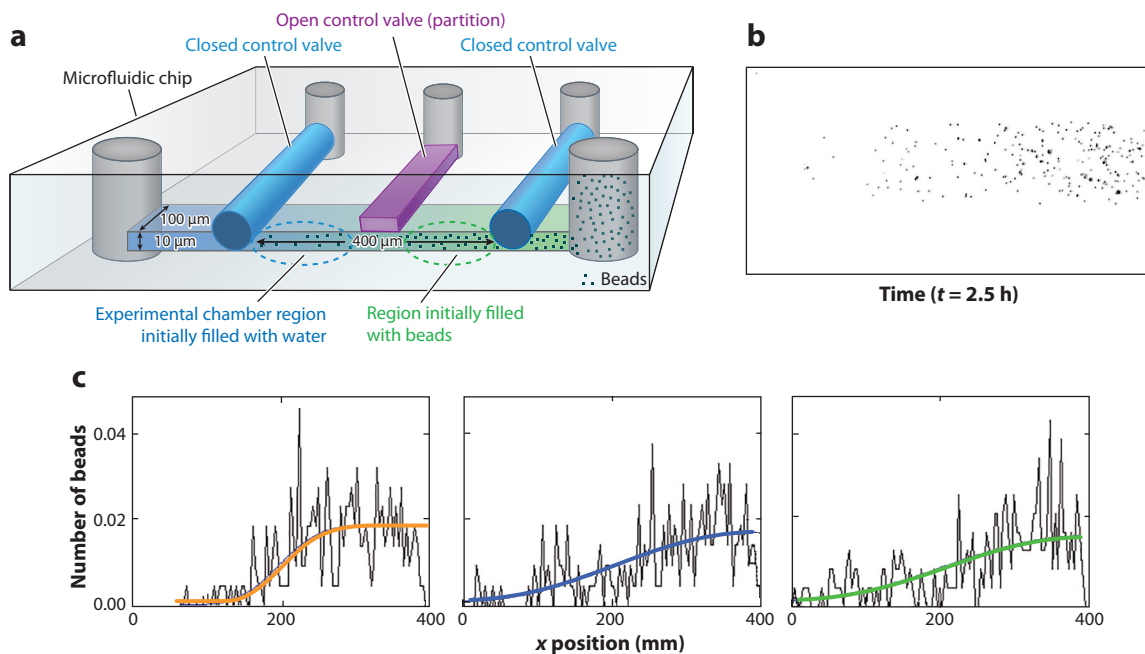 a
Open control valve (partition)
Closed control valve
Closed control valve
Microfluidic chip
100 µm
10 µm
400 µm
Beads
Experimental chamber region
initially filled with water
Region initially filled
with beads
b
Time (t = 2.5 h)
c
Number of beads
0.04
0.02
0.00
0
200
400
0
200
400
0
200
400
x position (mm)